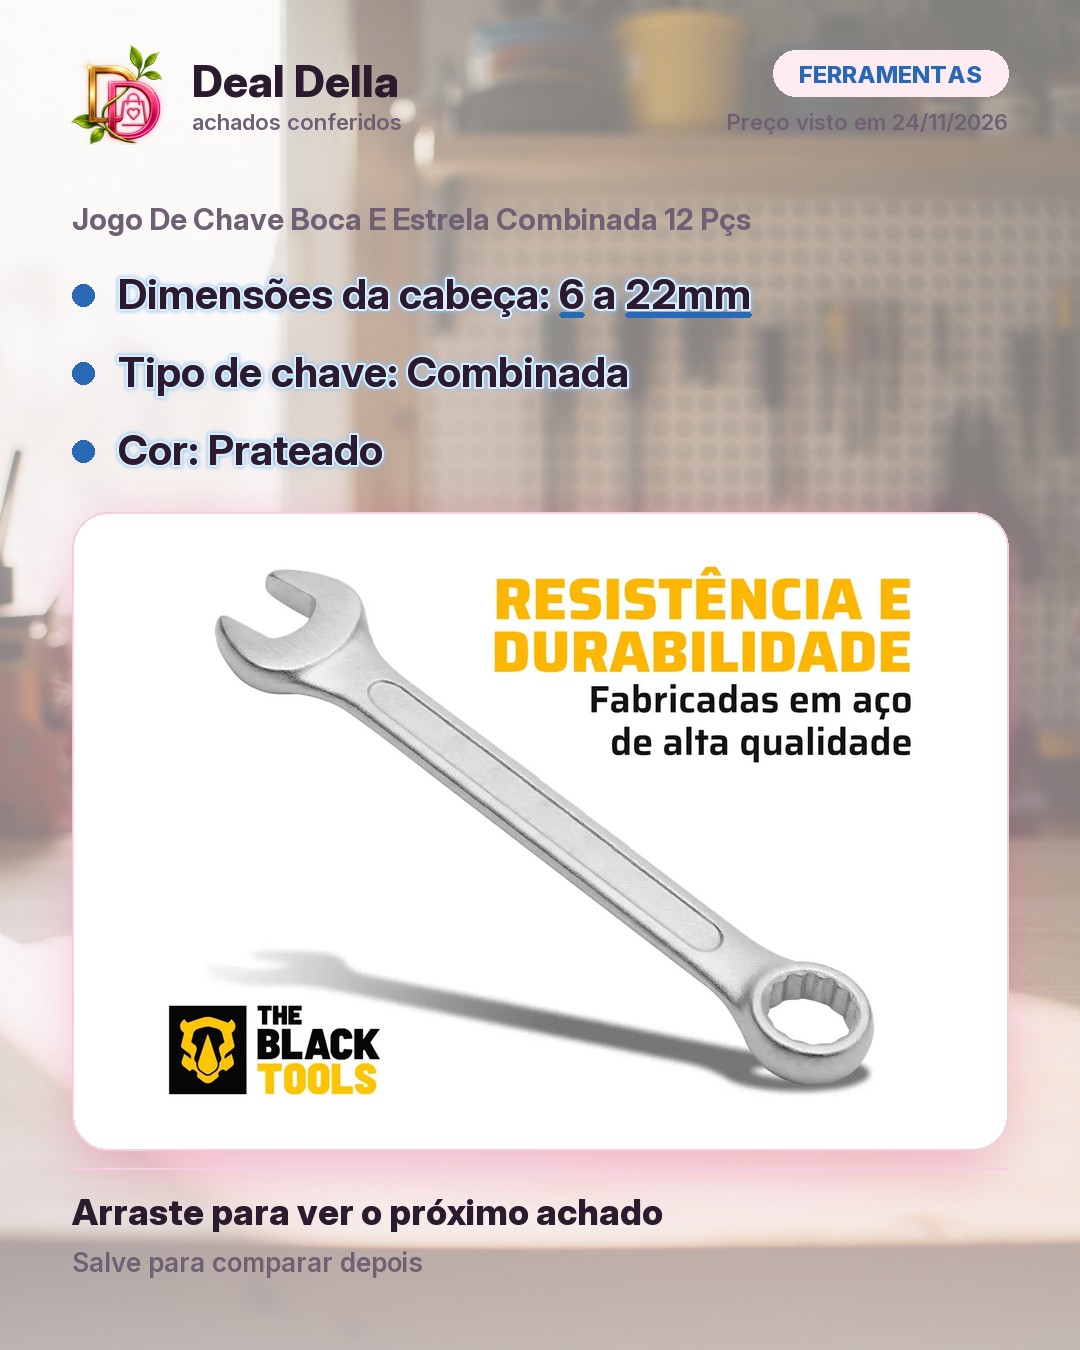 Deal Della
achados conferidos
FERRAMENTAS
Preço visto em 24/11/2026
Jogo De Chave Boca E Estrela Combinada 12 Pçs
Dimensões da cabeça: 6 a 22mm
Tipo de chave: Combinada
Cor: Prateado
RESISTÊNCIA E
DURABILIDADE
Fabricadas em aço
de alta qualidade
THE
BLACK
TOOLS
Arraste para ver o próximo achado
Salve para comparar depois